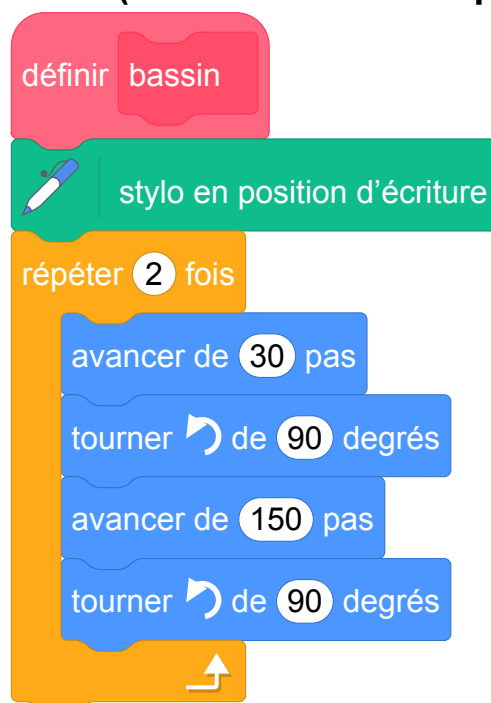 définir bassin
stylo en position d'écriture
répéter 2 fois
avancer de 30 pas
tourner de 90 degrés
avancer de 150 pas
tourner de 90 degrés